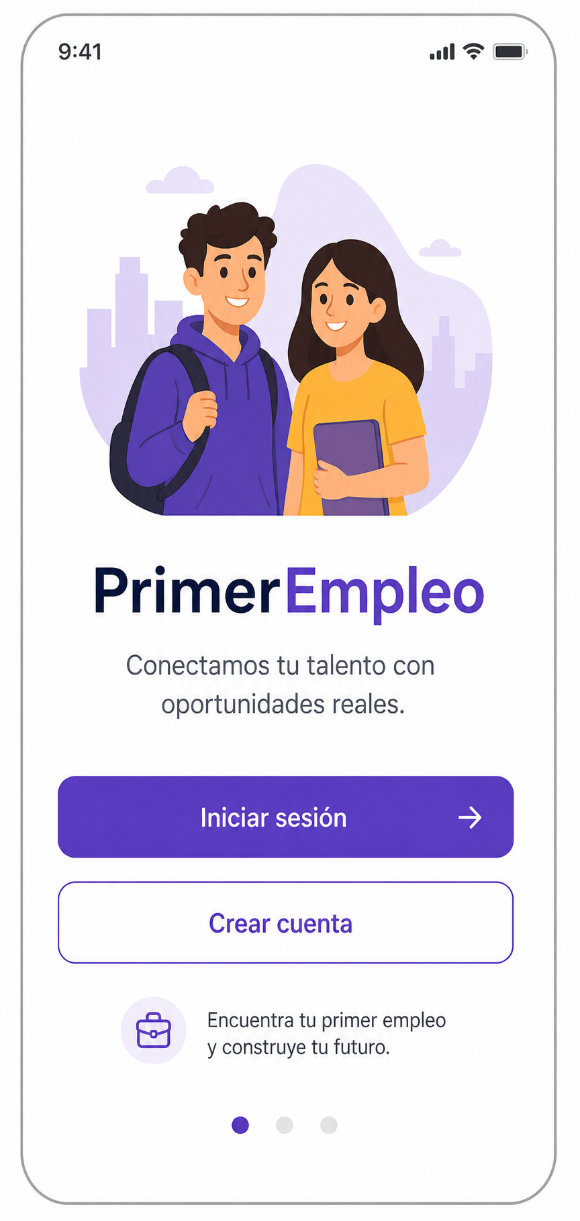 9:41
PrimerEmpleo
Conectamos tu talento con
oportunidades reales.
Iniciar sesión
Crear cuenta
Encuentra tu primer empleo
y construye tu futuro.